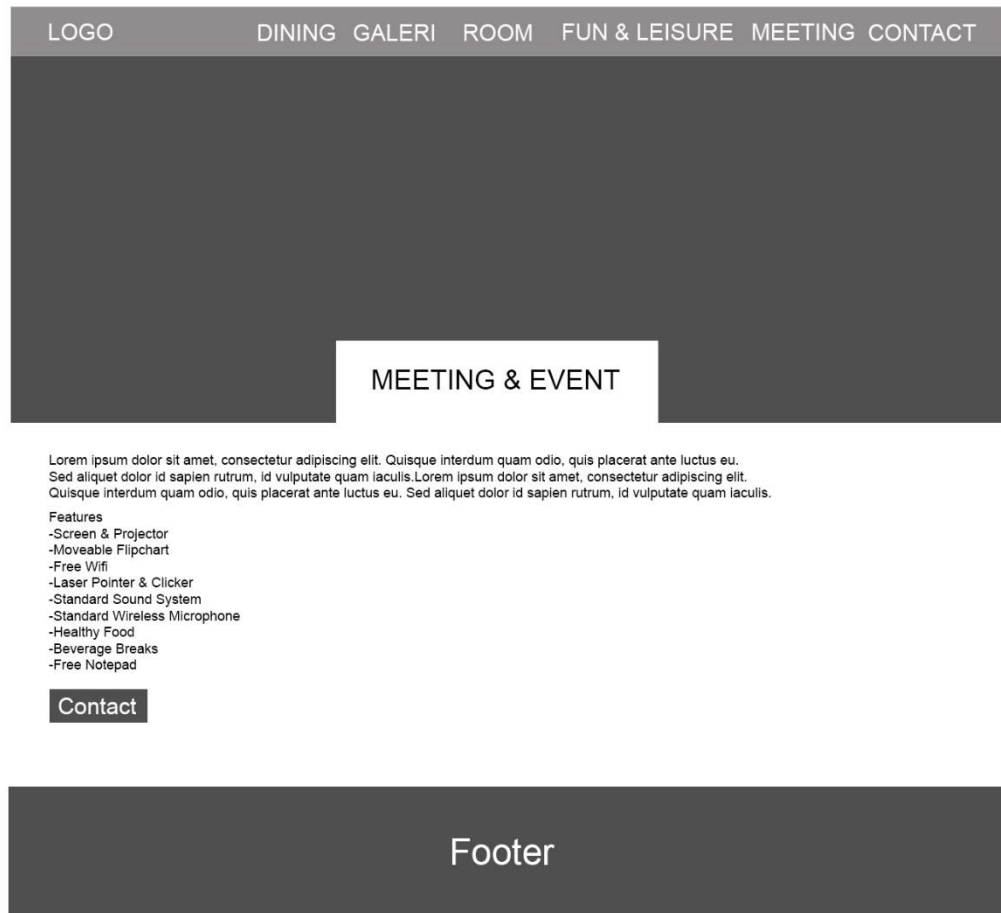 LOGO DINING GALERI ROOM FUN & LEISURE MEETING CONTACT
MEETING & EVENT
Lorem ipsum dolor sit amet, consectetur adipiscing elit. Quisque interdum quam odio, quis placerat ante luctus eu.
Sed aliquet dolor id sapien rutrum, id vulputate quam iaculis.Lorem ipsum dolor sit amet, consectetur adipiscing elit.
Quisque interdum quam odio, quis placerat ante luctus eu. Sed aliquet dolor id sapien rutrum, id vulputate quam iaculis.
Features
-Screen & Projector
-Moveable Flipchart
-Free Wifi
-Laser Pointer & Clicker
-Standard Sound System
-Standard Wireless Microphone
-Healthy Food
-Beverage Breaks
-Free Notepad
Contact
Footer